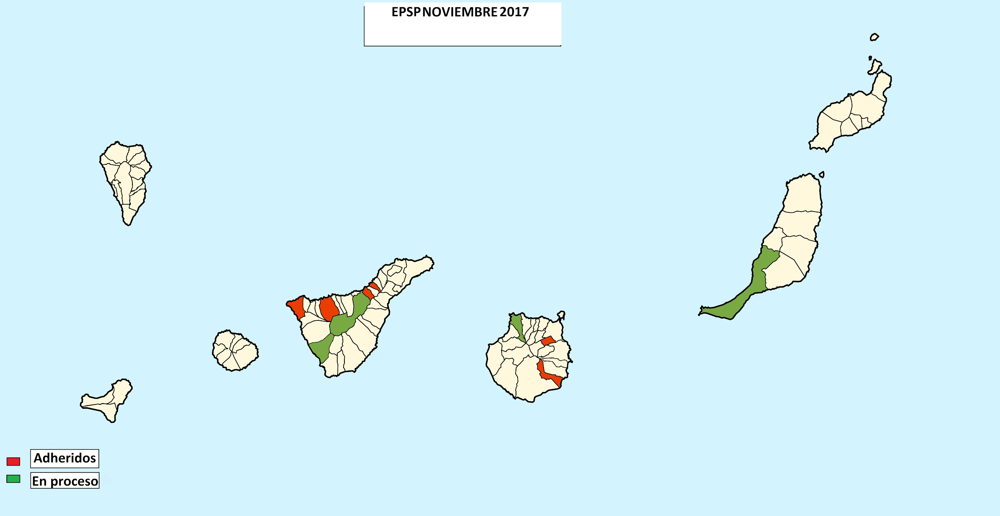 EPSP NOVIEMBRE 2017
Adheridos
En proceso